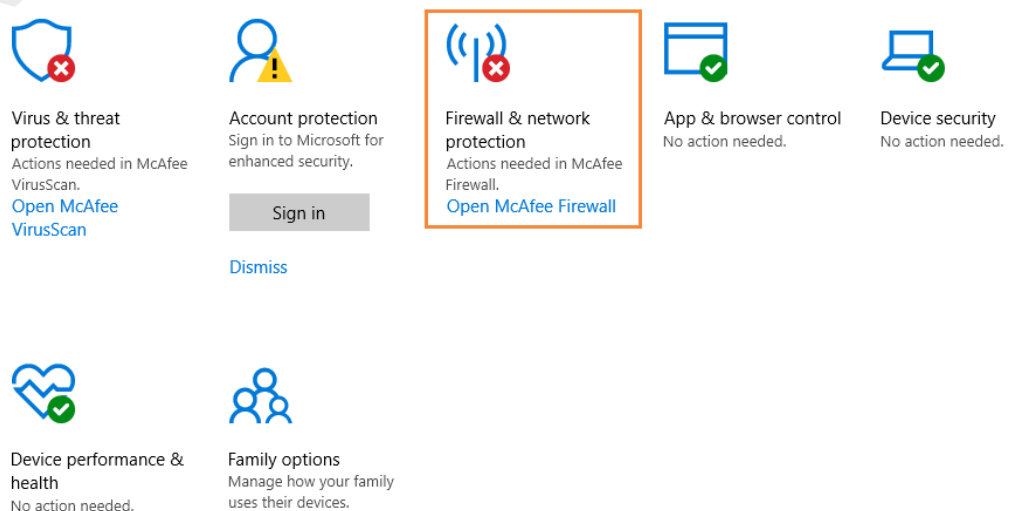 Virus & threat
protection
Actions needed in McAfee
VirusScan.
Open McAfee
VirusScan
Account protection
Sign in to Microsoft for
enhanced security.
Sign in
Dismiss
Firewall & network
protection
Actions needed in McAfee
Firewall.
Open McAfee Firewall
App & browser control
No action needed.
Device security
No action needed.
Device performance &
health
No action needed.
Family options
Manage how your family
uses their devices.